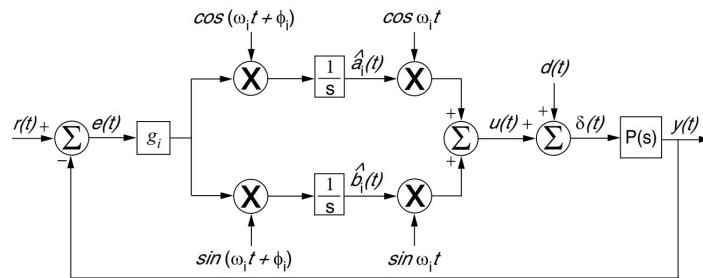 cos (ωᵢt + ϕᵢ)
cos ωᵢt
X
1/s
âᵢ(t)
X
d(t)
r(t) +
Σ
−
e(t)
gᵢ
+
+
Σ
u(t) +
+
Σ
δ(t)
P(s)
y(t)
X
1/s
b̂ᵢ(t)
X
sin (ωᵢt + ϕᵢ)
sin ωᵢt